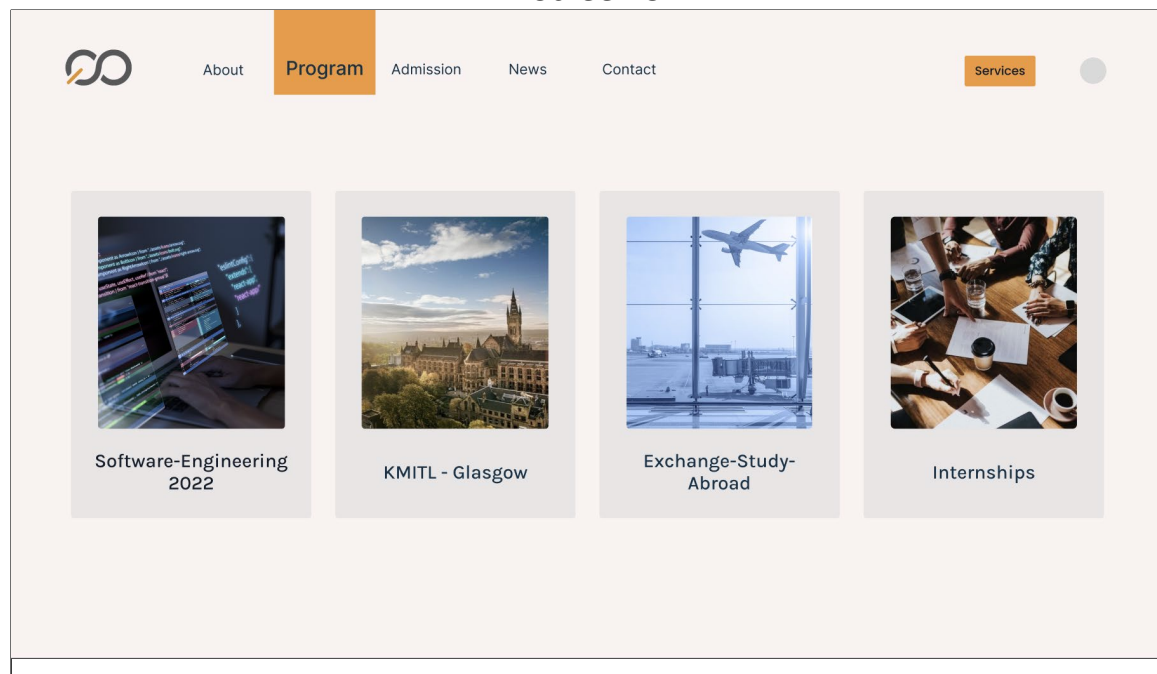 About
Program
Admission
News
Contact
Services
Software-Engineering
2022
KMITL - Glasgow
Exchange-Study-
Abroad
Internships